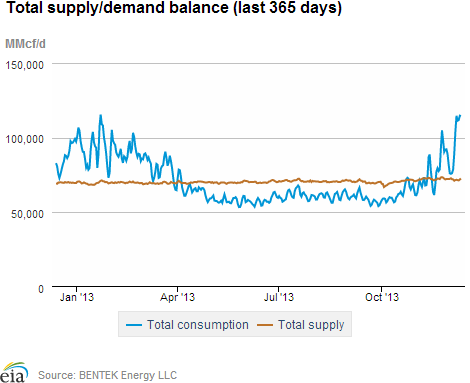 Total supply/demand balance (last 365 days)
MMcf/d
150,000
100,000
50,000
0
Jan '13 Apr '13 Jul '13 Oct '13
Total consumption Total supply
eia Source: BENTEK Energy LLC